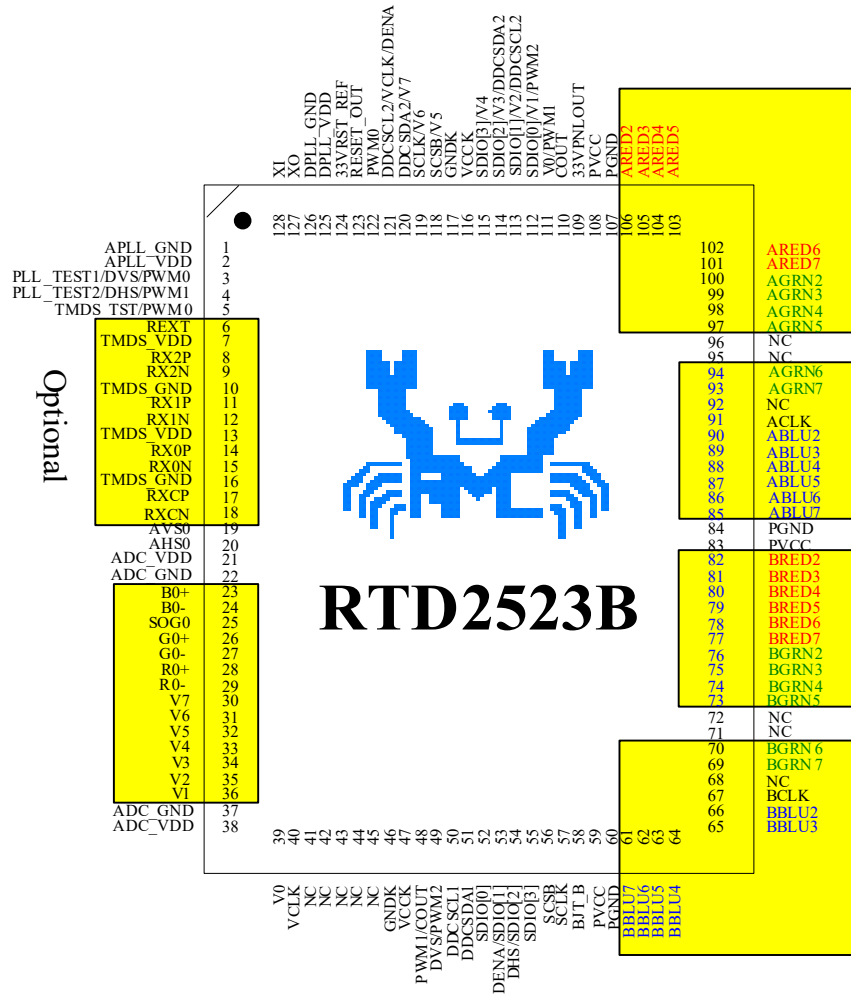 XI
XO
DPLL_GND
DPLL_VDD
33VRST_REF
RESET_OUT
PWM0
DDCSCL2/VCLK/DENA
DDCSDA2/V7
SCLK/V6
SCSB/V5
GNDK
VCCK
SDIO[3]/V4
SDIO[2]/V3/DDCSDA2
SDIO[1]/V2/DDCSCL2
SDIO[0]/V1/PWM2
V0/PWM1
COUT
33VPNLOUT
PVCC
PGND
ARED2
ARED3
ARED4
ARED5
128
127
126
125
124
123
122
121
120
119
118
117
116
115
114
113
112
111
110
109
108
107
106
105
104
103
APLL_GND 1
APLL_VDD 2
PLL_TEST1/DVS/PWM0 3
PLL_TEST2/DHS/PWM1 4
TMDS_TST/PWM0 5
REXT 6
TMDS_VDD 7
RX2P 8
RX2N 9
TMDS_GND 10
RX1P 11
RX1N 12
TMDS_VDD 13
RX0P 14
RX0N 15
TMDS_GND 16
RXCP 17
RXCN 18
AVS0 19
AHS0 20
ADC_VDD 21
ADC_GND 22
B0+ 23
B0- 24
SOG0 25
G0+ 26
G0- 27
R0+ 28
R0- 29
V7 30
V6 31
V5 32
V4 33
V3 34
V2 35
V1 36
ADC_GND 37
ADC_VDD 38
Optional
RTD2523B
102 ARED6
101 ARED7
100 AGRN2
99 AGRN3
98 AGRN4
97 AGRN5
96 NC
95 NC
94 AGRN6
93 AGRN7
92 NC
91 ACLK
90 ABLU2
89 ABLU3
88 ABLU4
87 ABLU5
86 ABLU6
85 ABLU7
84 PGND
83 PVCC
82 BRED2
81 BRED3
80 BRED4
79 BRED5
78 BRED6
77 BRED7
76 BGRN2
75 BGRN3
74 BGRN4
73 BGRN5
72 NC
71 NC
70 BGRN6
69 BGRN7
68 NC
67 BCLK
66 BBLU2
65 BBLU3
39
40
41
42
43
44
45
46
47
48
49
50
51
52
53
54
55
56
57
58
59
60
61
62
63
64
V0
VCLK
NC
NC
NC
NC
NC
GNDK
VCCK
PWM1/COUT
DVS/PWM2
DDCSCL1
DDCSDA1
SDIO[0]
DENA/SDIO[1]
DHS/SDIO[2]
SDIO[3]
SCSB
SCLK
BJT_B
PVCC
PGND
BBLU7
BBLU6
BBLU5
BBLU4